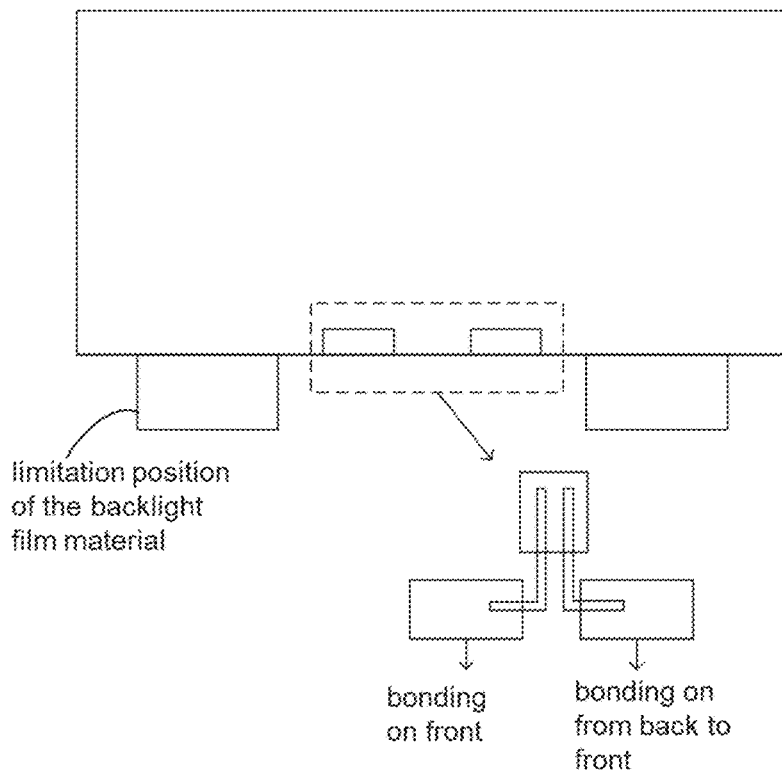 limitation position
of the backlight
film material
bonding
on front
bonding on
from back to
front